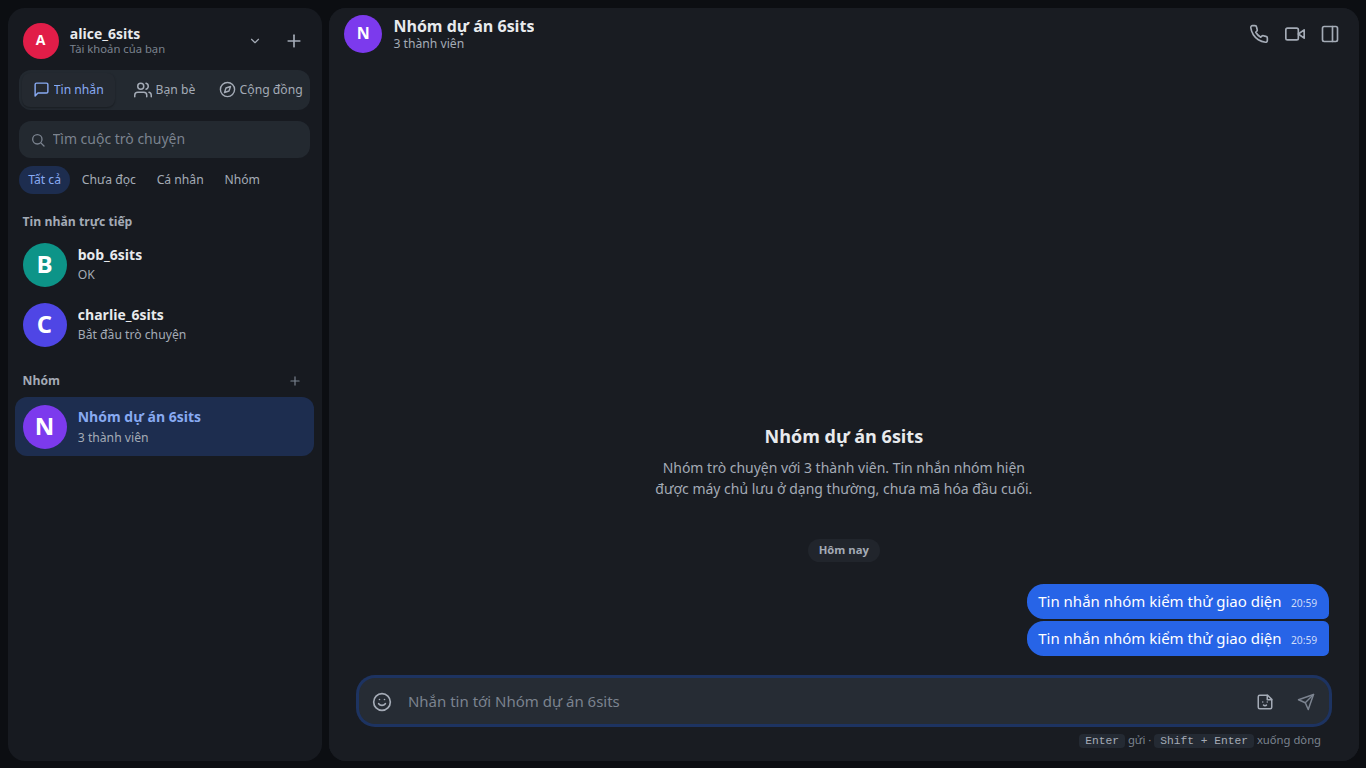 A
alice_6sits
Tài khoản của bạn
Tin nhắn
Bạn bè
Cộng đồng
Tìm cuộc trò chuyện
Tất cả
Chưa đọc
Cá nhân
Nhóm
Tin nhắn trực tiếp
B
bob_6sits
OK
C
charlie_6sits
Bắt đầu trò chuyện
Nhóm
N
Nhóm dự án 6sits
3 thành viên
N
Nhóm dự án 6sits
3 thành viên
Nhóm dự án 6sits
Nhóm trò chuyện với 3 thành viên. Tin nhắn nhóm hiện
được máy chủ lưu ở dạng thường, chưa mã hóa đầu cuối.
Hôm nay
Tin nhắn nhóm kiểm thử giao diện 20:59
Tin nhắn nhóm kiểm thử giao diện 20:59
Nhắn tin tới Nhóm dự án 6sits
Enter gửi · Shift + Enter xuống dòng